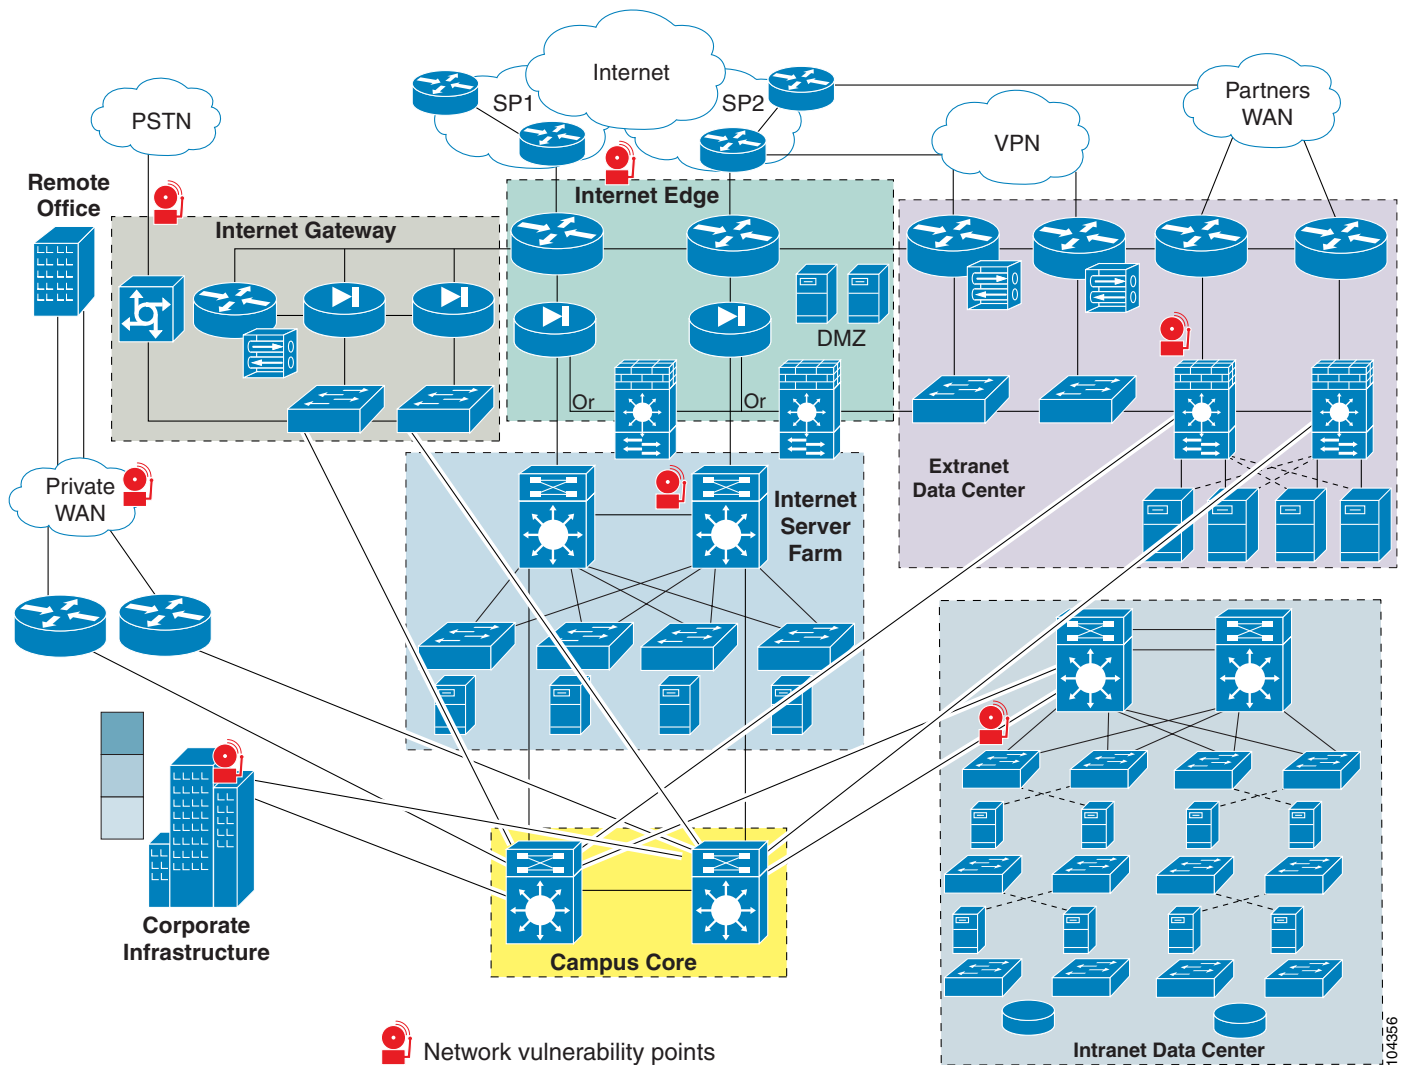 Internet
SP1
SP2
Partners
WAN
PSTN
VPN
Remote
Office
Internet Edge
Internet Gateway
DMZ
Or
Or
Extranet
Data Center
Private
WAN
Internet
Server
Farm
Corporate
Infrastructure
Campus Core
Intranet Data Center
Network vulnerability points
104356